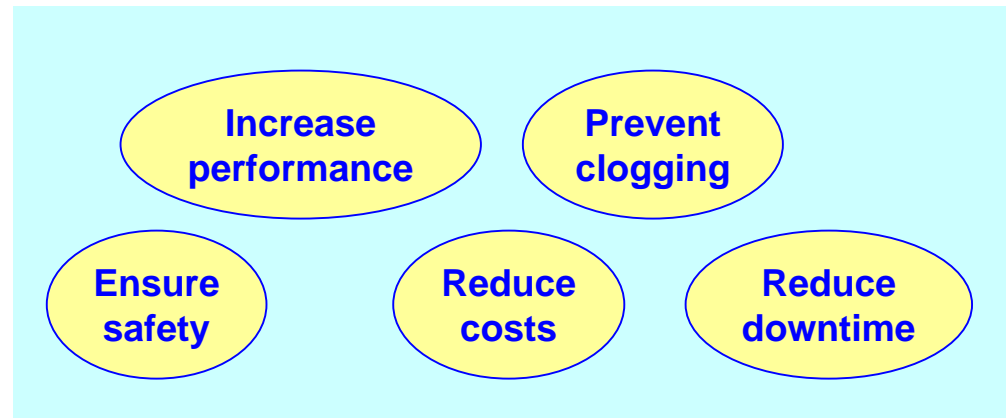 Increase
performance
Prevent
clogging
Ensure
safety
Reduce
costs
Reduce
downtime